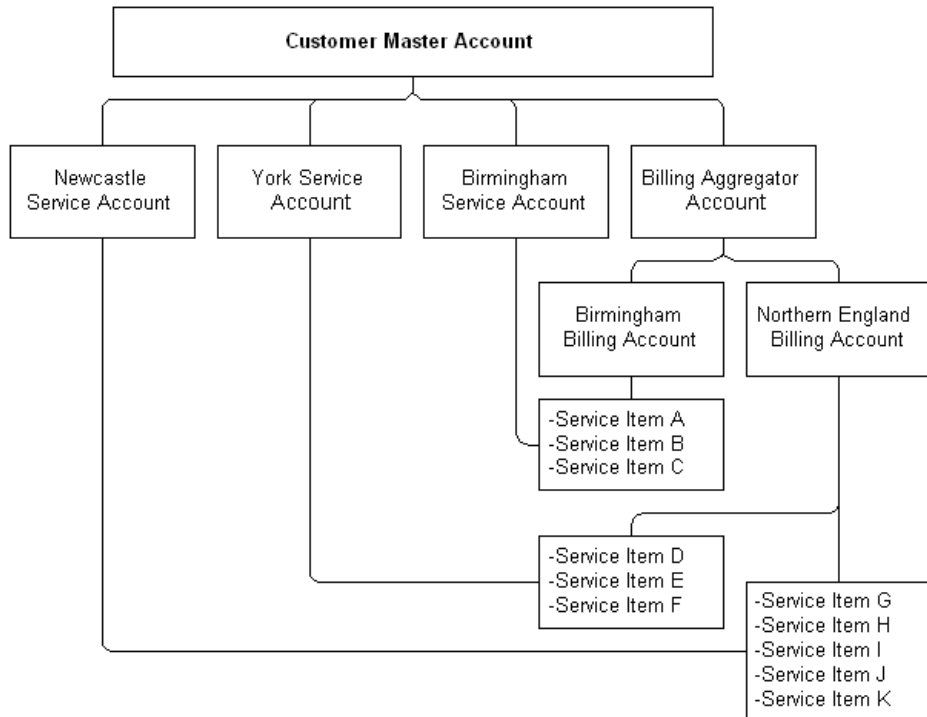 Customer Master Account
Newcastle
Service Account
York Service
Account
Birmingham
Service Account
Billing Aggregator
Account
Birmingham
Billing Account
Northern England
Billing Account
-Service Item A
-Service Item B
-Service Item C
-Service Item D
-Service Item E
-Service Item F
-Service Item G
-Service Item H
-Service Item I
-Service Item J
-Service Item K